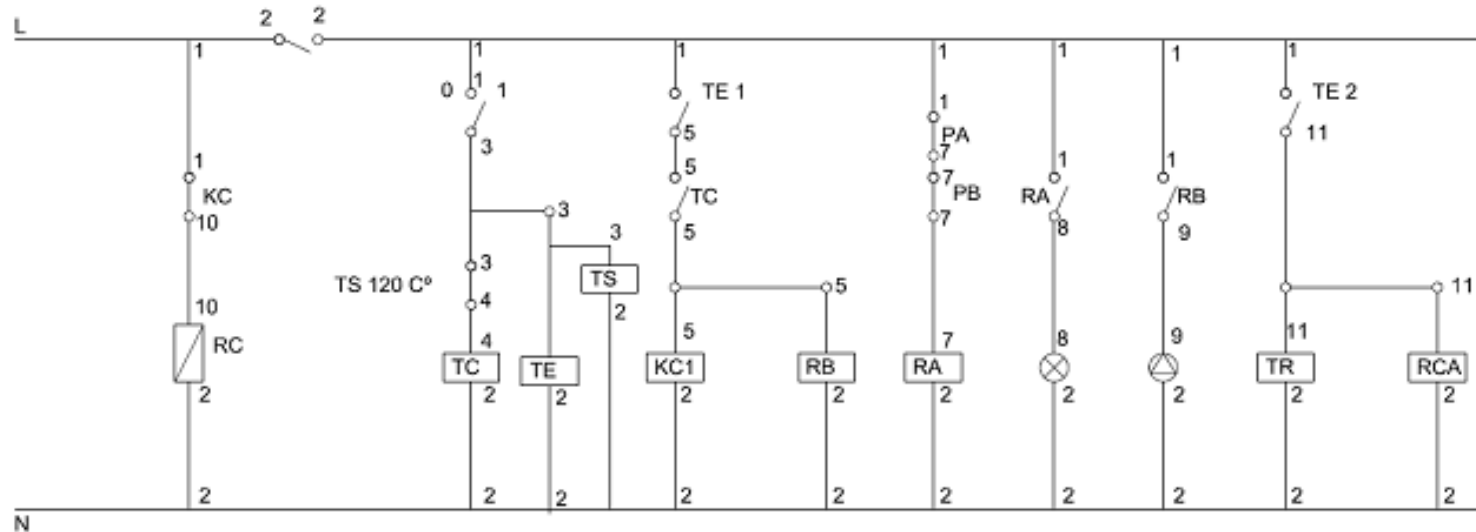 2 2
L
1 1 1 1 1 1 1
1
0 1 TE 1 TE 2
1
PA
3 5 11
7
1 5 7 1 1
KC TC PB RA RB
10 5 7 8 9
3
3
3
TS 120 Cº TS
5 11
4 2
10 4 5 7 8 9 11
RC TC TE KC1 RB RA TR RCA
2 2 2 2 2 2 2 2 2 2
2 2 2 2 2 2 2 2 2 2
N